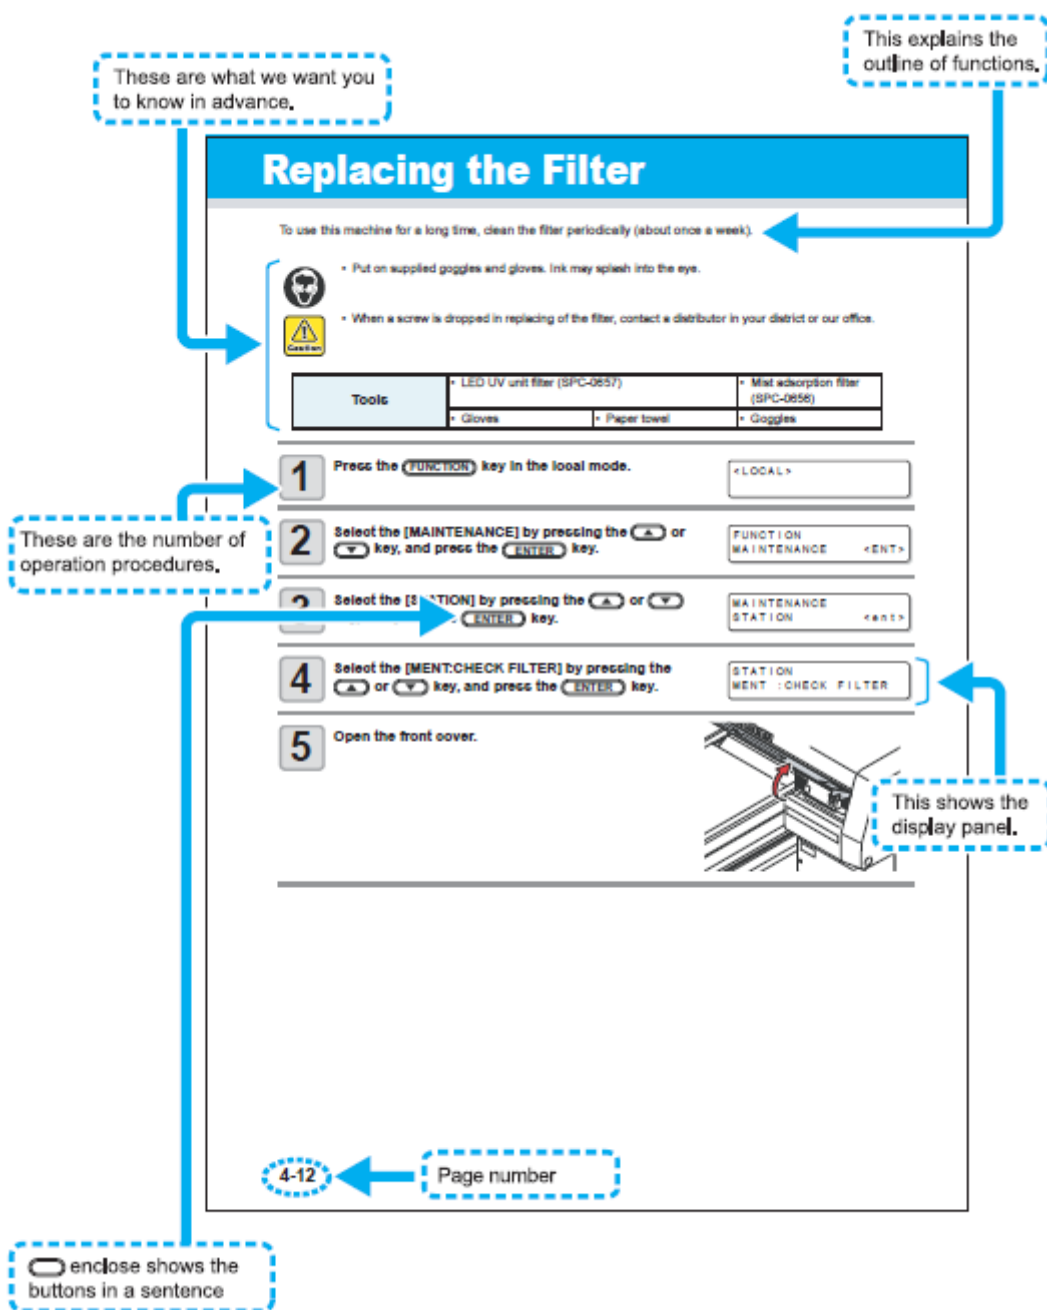 This explains the
outline of functions.
These are what we want you
to know in advance.
Replacing the Filter
To use this machine for a long time, clean the filter periodically (about once a week).
• Put on supplied goggles and gloves. Ink may splash into the eye.
• When a screw is dropped in replacing of the filter, contact a distributor in your district or our office.
Caution
Tools
• LED UV unit filter (SPC-0657)
• Mist adsorption filter
(SPC-0656)
• Gloves
• Paper towel
• Goggles
1
Press the FUNCTION key in the local mode.
<LOCAL>
These are the number of
operation procedures.
2
Select the [MAINTENANCE] by pressing the ▲ or
▼ key, and press the ENTER key.
FUNCTION
MAINTENANCE <ENT>
3
Select the [STATION] by pressing the ▲ or ▼
ENTER key.
MAINTENANCE
STATION <ent>
4
Select the [MENT:CHECK FILTER] by pressing the
▲ or ▼ key, and press the ENTER key.
STATION
MENT :CHECK FILTER
5
Open the front cover.
This shows the
display panel.
4-12
Page number
enclose shows the
buttons in a sentence